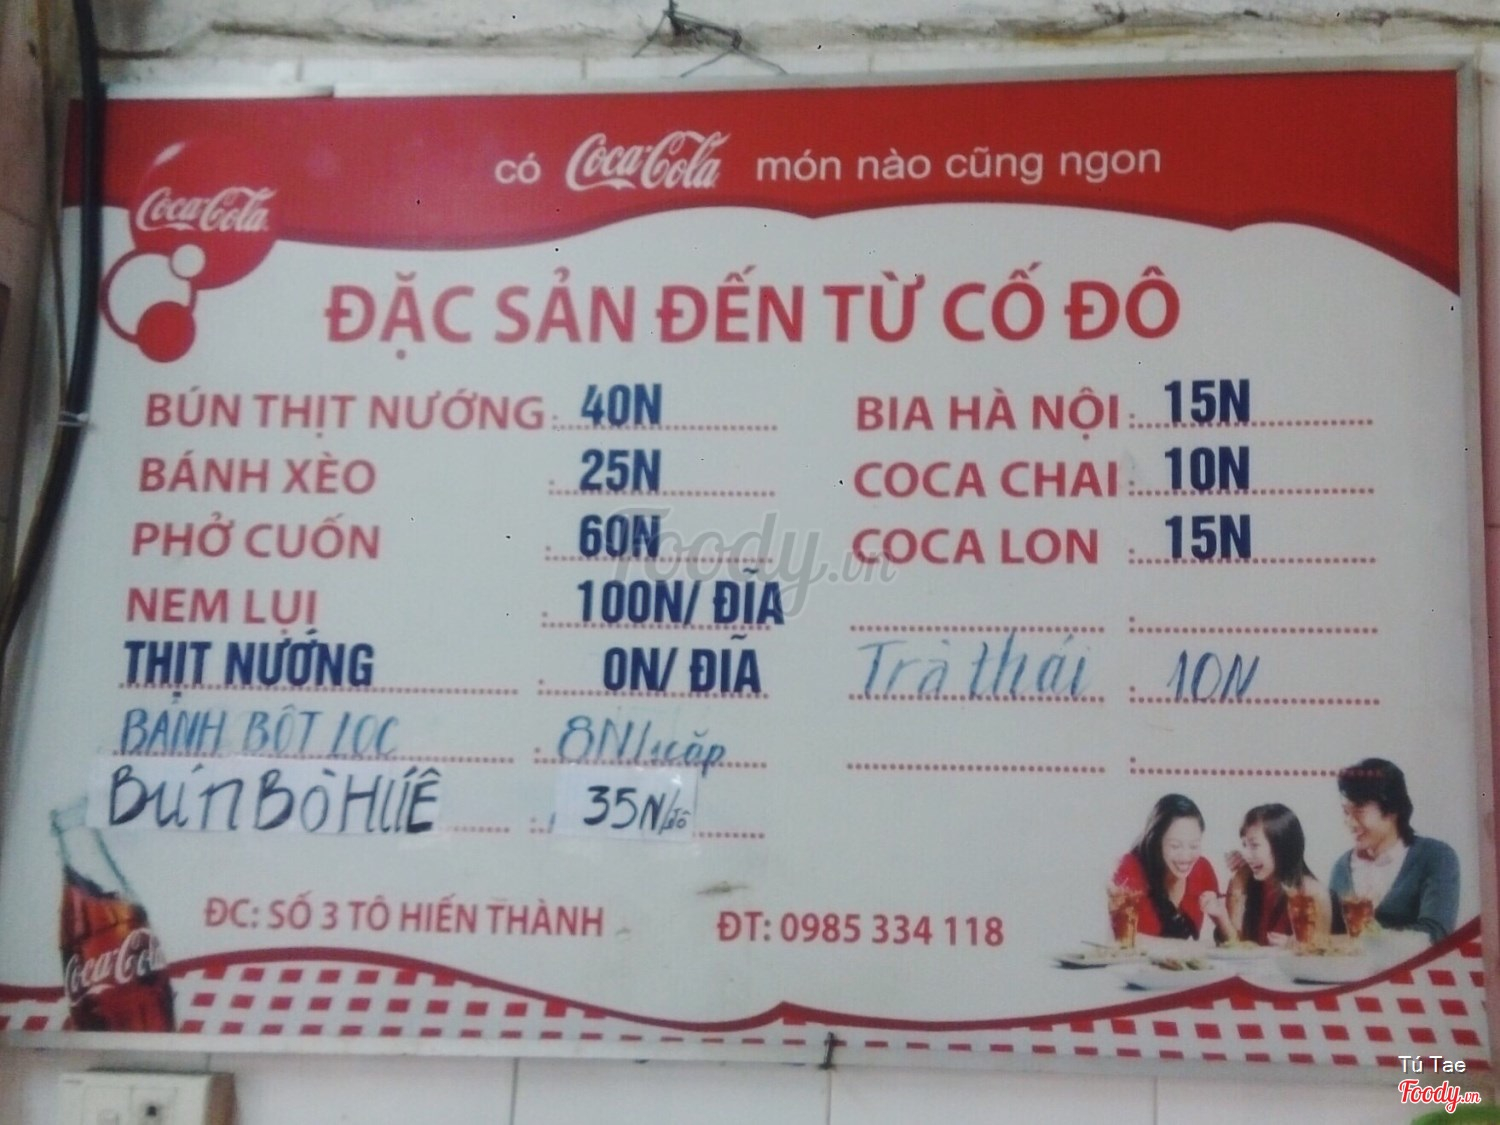 có Coca-Cola món nào cũng ngon
Coca-Cola
ĐẶC SẢN ĐẾN TỪ CỐ ĐÔ
BÚN THỊT NƯỚNG : 40N
BÁNH XÈO : 25N
PHỞ CUỐN : 60N
NEM LỤI : 100N/ ĐĨA
THỊT NƯỚNG : 0N/ ĐĨA
BÁNH BỘT LỌC : 8N/1cặp
Bún Bò HUẾ : 35N/tô
BIA HÀ NỘI : 15N
COCA CHAI : 10N
COCA LON : 15N
Trà thái : 10N
ĐC: SỐ 3 TÔ HIẾN THÀNH
ĐT: 0985 334 118
Coca-Cola
Foody.vn
Tú Tae
Foody.vn